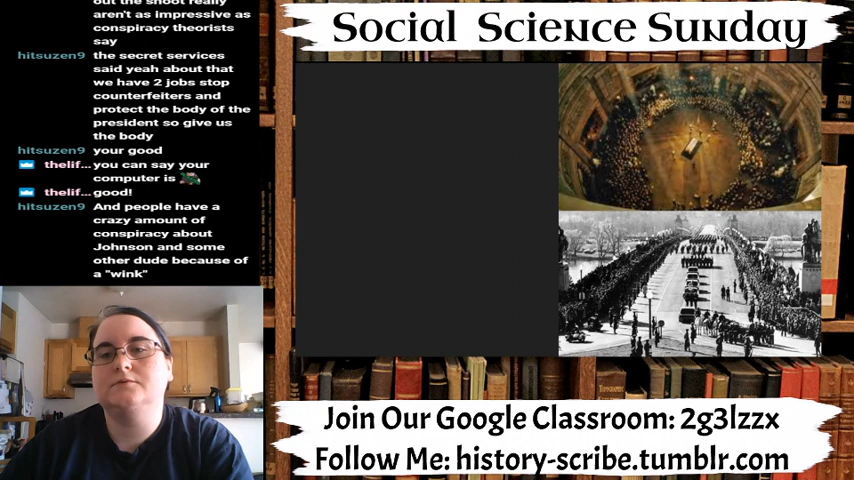 out the shoot really
aren't as impressive as
conspiracy theorists
say
hitsuzen9 the secret services
said yeah about that
we have 2 jobs stop
counterfeiters and
protect the body of the
president so give us
the body
hitsuzen9 your good
thelif... you can say your
computer is
thelif... good!
hitsuzen9 And people have a
crazy amount of
conspiracy about
Johnson and some
other dude because of
a "wink"
Social Science Sunday
Join Our Google Classroom: 2g3lzzx
Follow Me: history-scribe.tumblr.com